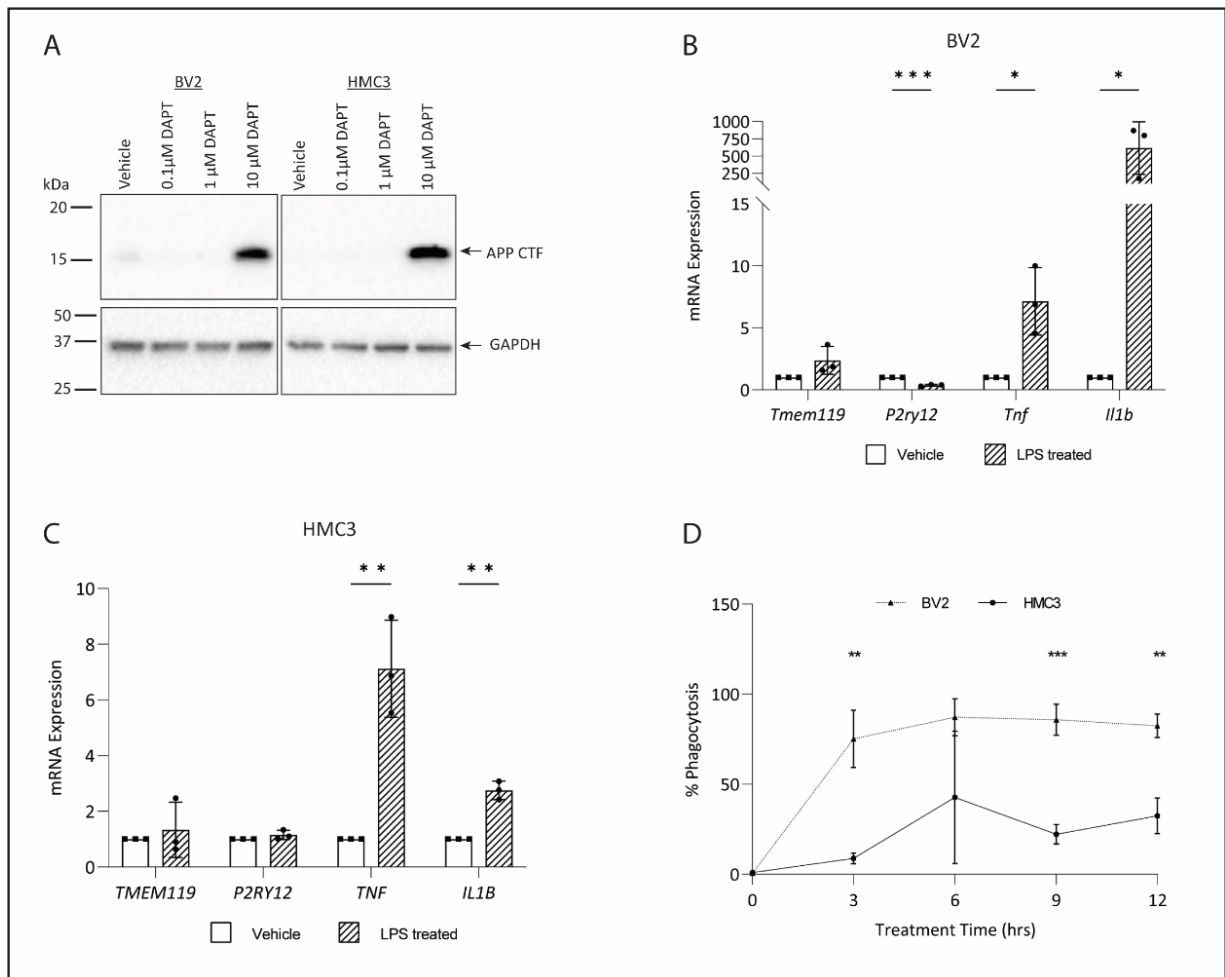 A
BV2
HMC3
Vehicle
0.1µM DAPT
1 µM DAPT
10 µM DAPT
Vehicle
0.1µM DAPT
1 µM DAPT
10 µM DAPT
kDa
20
15
APP CTF
50
37
25
GAPDH
B
BV2
* * *
*
*
mRNA Expression
1000
750
500
250
15
10
5
0
Tmem119
P2ry12
Tnf
Il1b
Vehicle
LPS treated
C
HMC3
* *
* *
mRNA Expression
10
8
6
4
2
0
TMEM119
P2RY12
TNF
IL1B
Vehicle
LPS treated
D
BV2
HMC3
**
***
**
% Phagocytosis
150
100
50
0
0
3
6
9
12
Treatment Time (hrs)